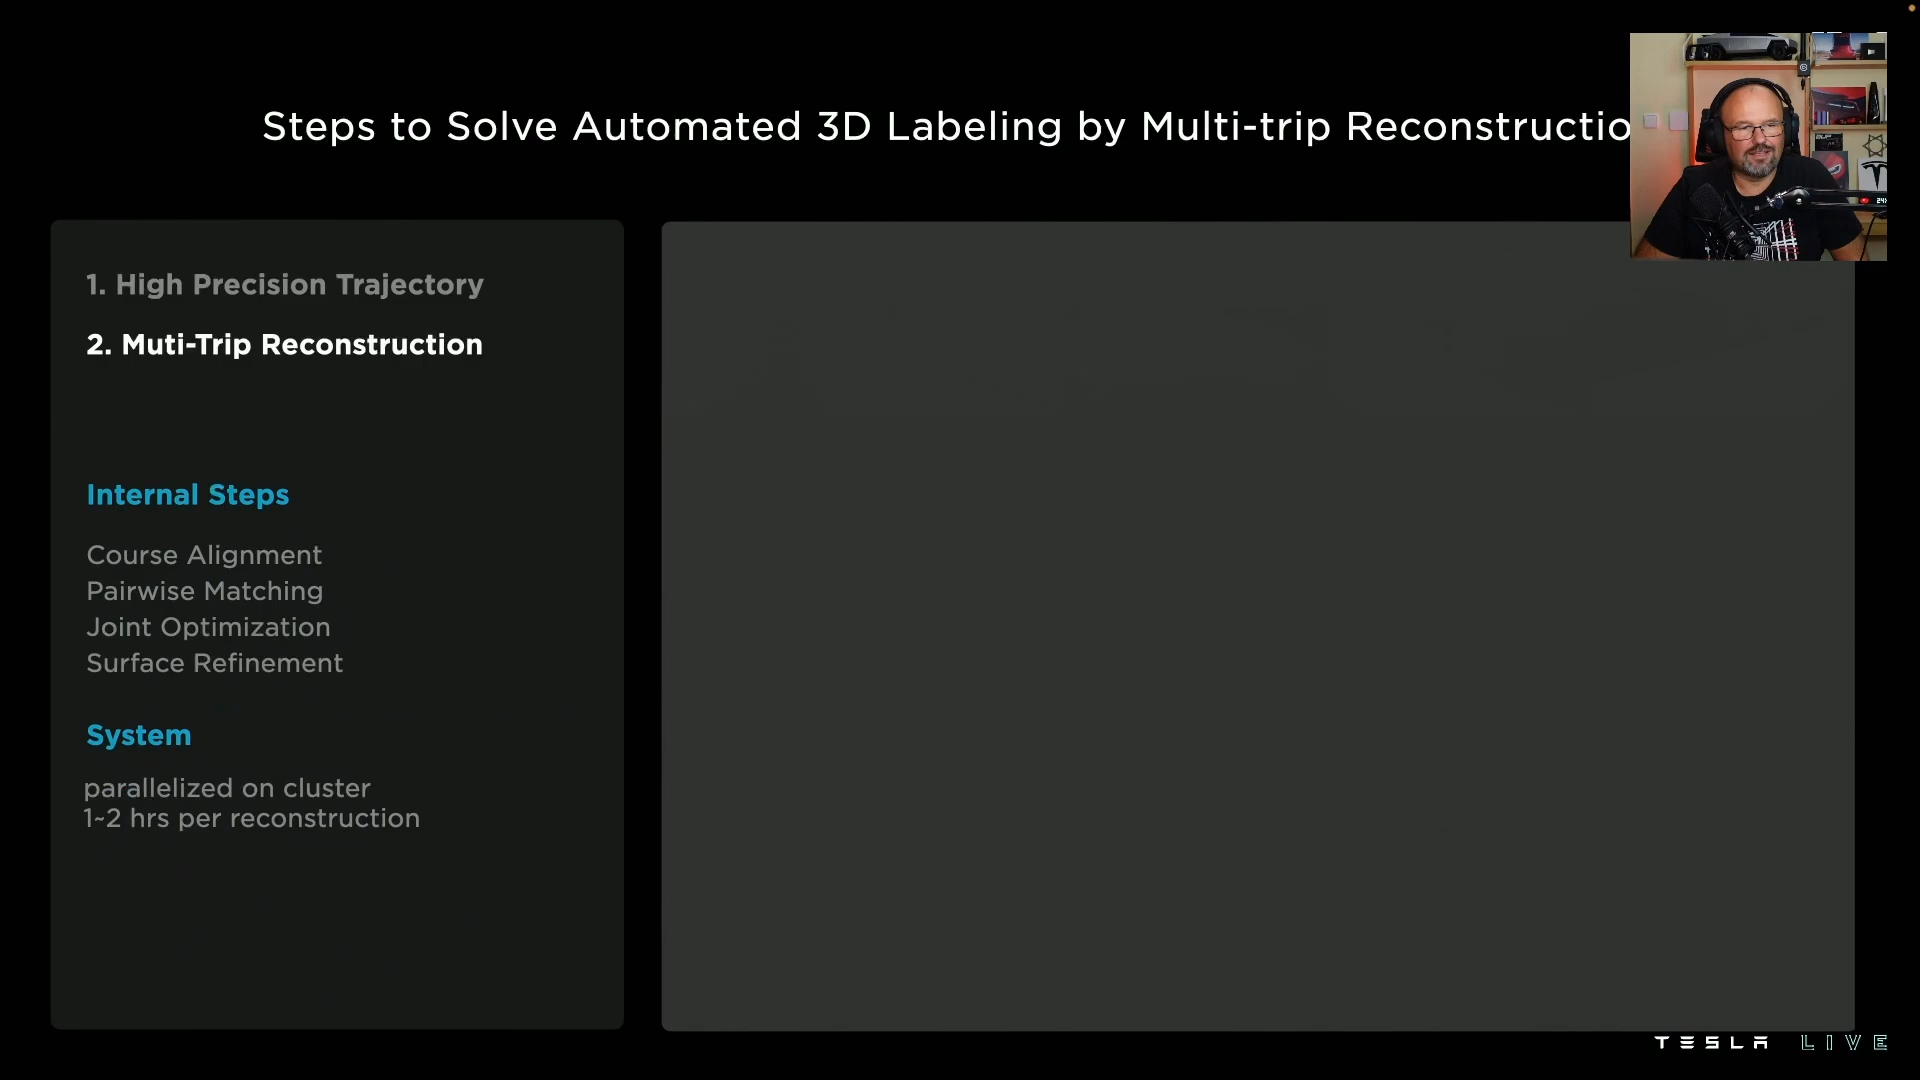 Steps to Solve Automated 3D Labeling by Multi-trip Reconstructio
1. High Precision Trajectory
2. Muti-Trip Reconstruction
Internal Steps
Course Alignment
Pairwise Matching
Joint Optimization
Surface Refinement
System
parallelized on cluster
1~2 hrs per reconstruction
TESLA LIVE